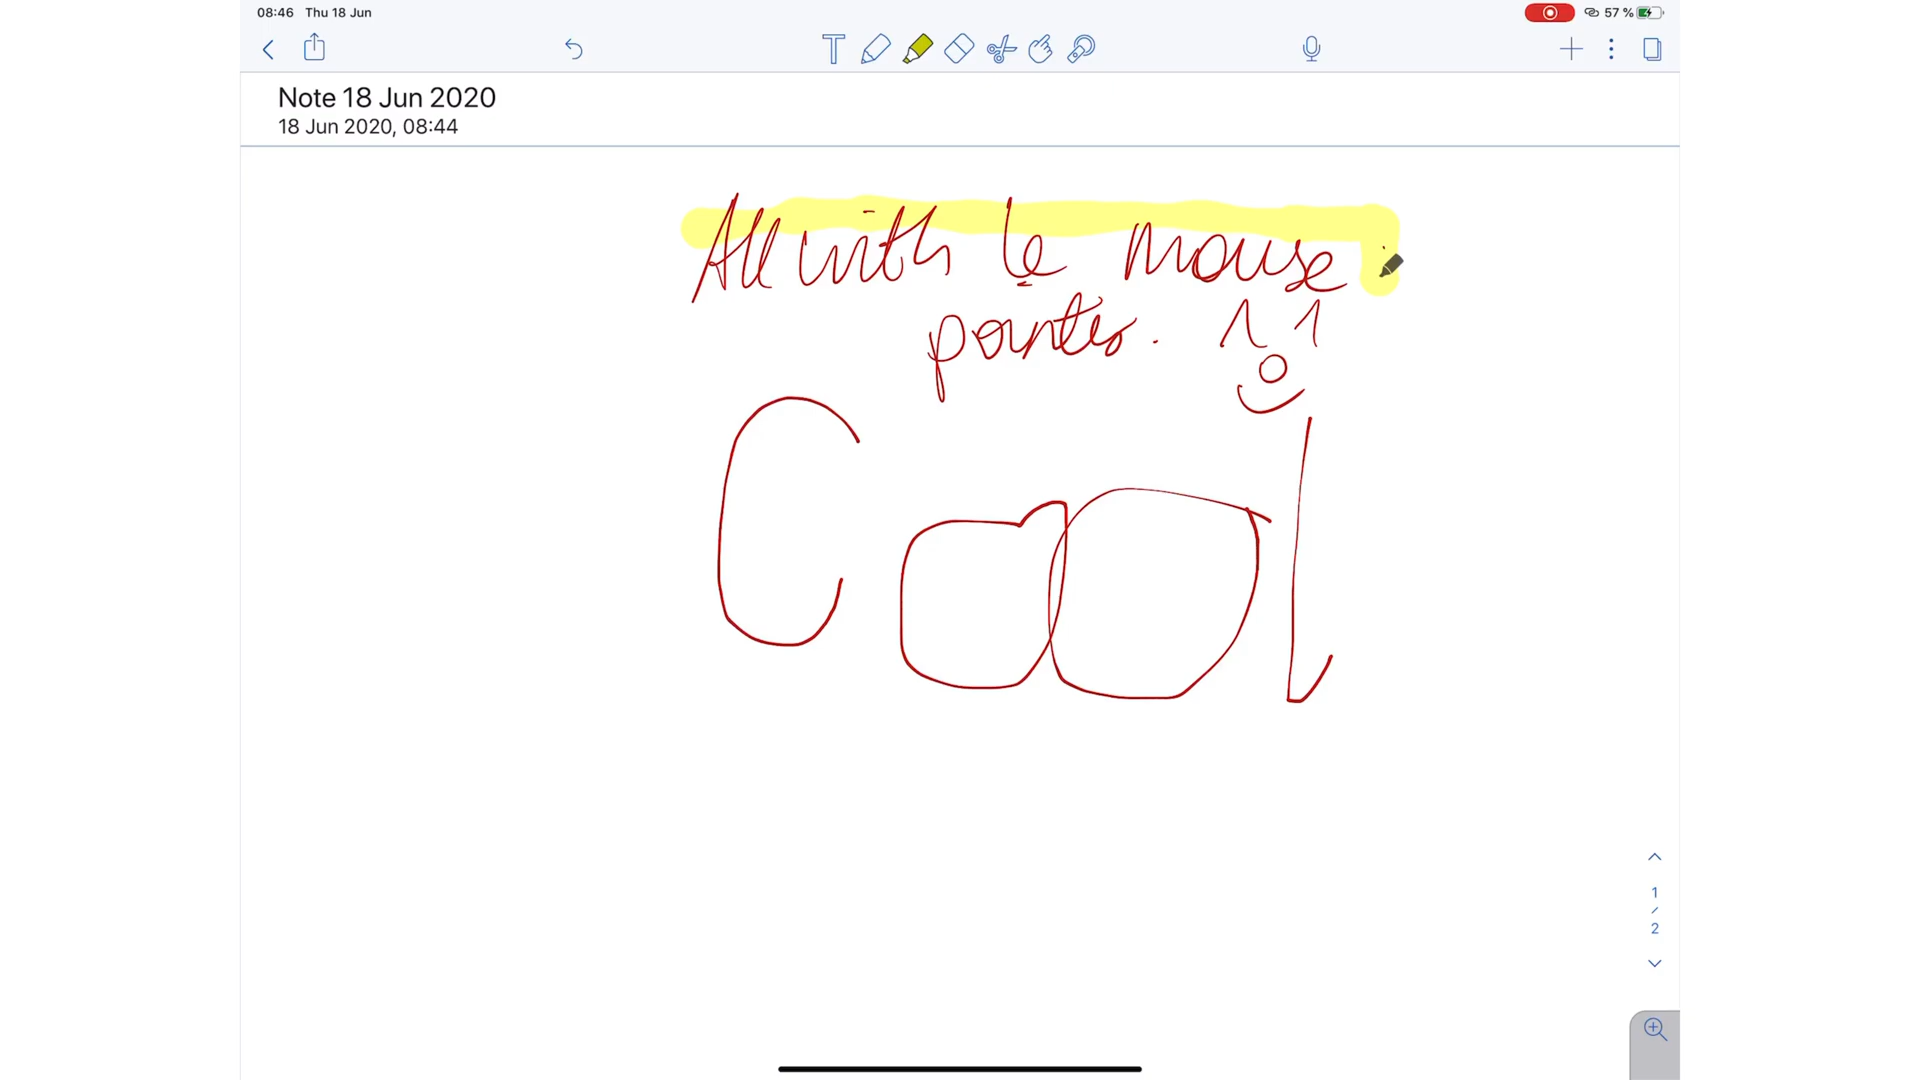 08:46 Thu 18 Jun 57 %
T
Note 18 Jun 2020
18 Jun 2020, 08:44
All with le mouse
pointer.
Cool
1
/
2